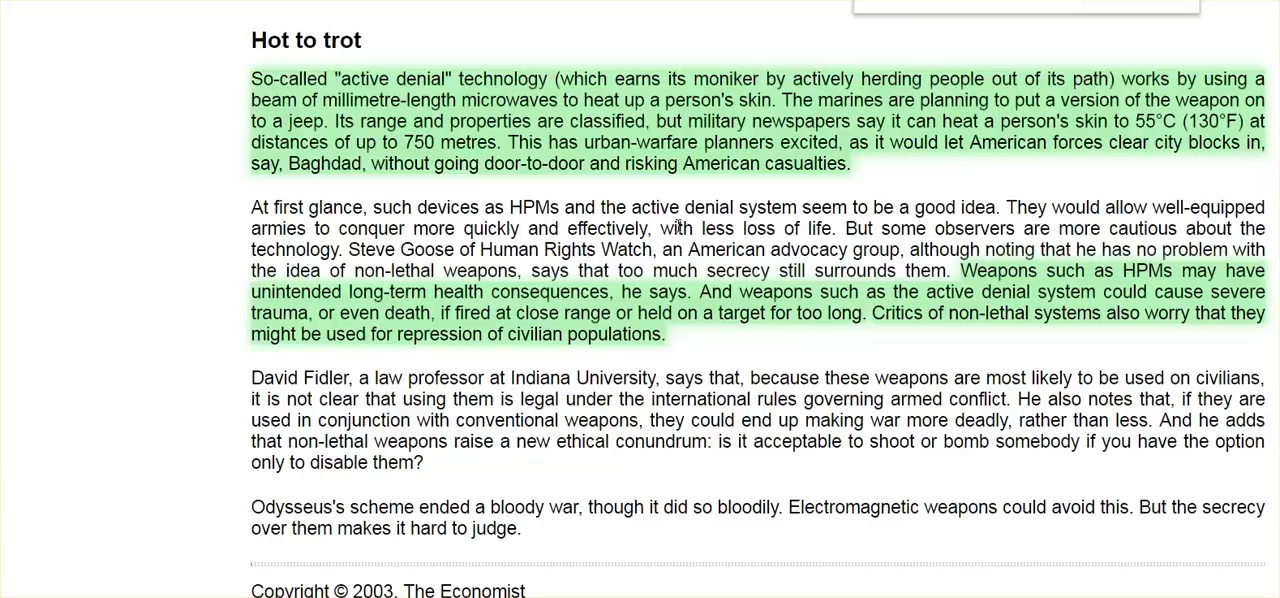 Hot to trot
So-called "active denial" technology (which earns its moniker by actively herding people out of its path) works by using a
beam of millimetre-length microwaves to heat up a person's skin. The marines are planning to put a version of the weapon on
to a jeep. Its range and properties are classified, but military newspapers say it can heat a person's skin to 55°C (130°F) at
distances of up to 750 metres. This has urban-warfare planners excited, as it would let American forces clear city blocks in,
say, Baghdad, without going door-to-door and risking American casualties.
At first glance, such devices as HPMs and the active denial system seem to be a good idea. They would allow well-equipped
armies to conquer more quickly and effectively, with less loss of life. But some observers are more cautious about the
technology. Steve Goose of Human Rights Watch, an American advocacy group, although noting that he has no problem with
the idea of non-lethal weapons, says that too much secrecy still surrounds them. Weapons such as HPMs may have
unintended long-term health consequences, he says. And weapons such as the active denial system could cause severe
trauma, or even death, if fired at close range or held on a target for too long. Critics of non-lethal systems also worry that they
might be used for repression of civilian populations.
David Fidler, a law professor at Indiana University, says that, because these weapons are most likely to be used on civilians,
it is not clear that using them is legal under the international rules governing armed conflict. He also notes that, if they are
used in conjunction with conventional weapons, they could end up making war more deadly, rather than less. And he adds
that non-lethal weapons raise a new ethical conundrum: is it acceptable to shoot or bomb somebody if you have the option
only to disable them?
Odysseus's scheme ended a bloody war, though it did so bloodily. Electromagnetic weapons could avoid this. But the secrecy
over them makes it hard to judge.
Copyright © 2003. The Economist